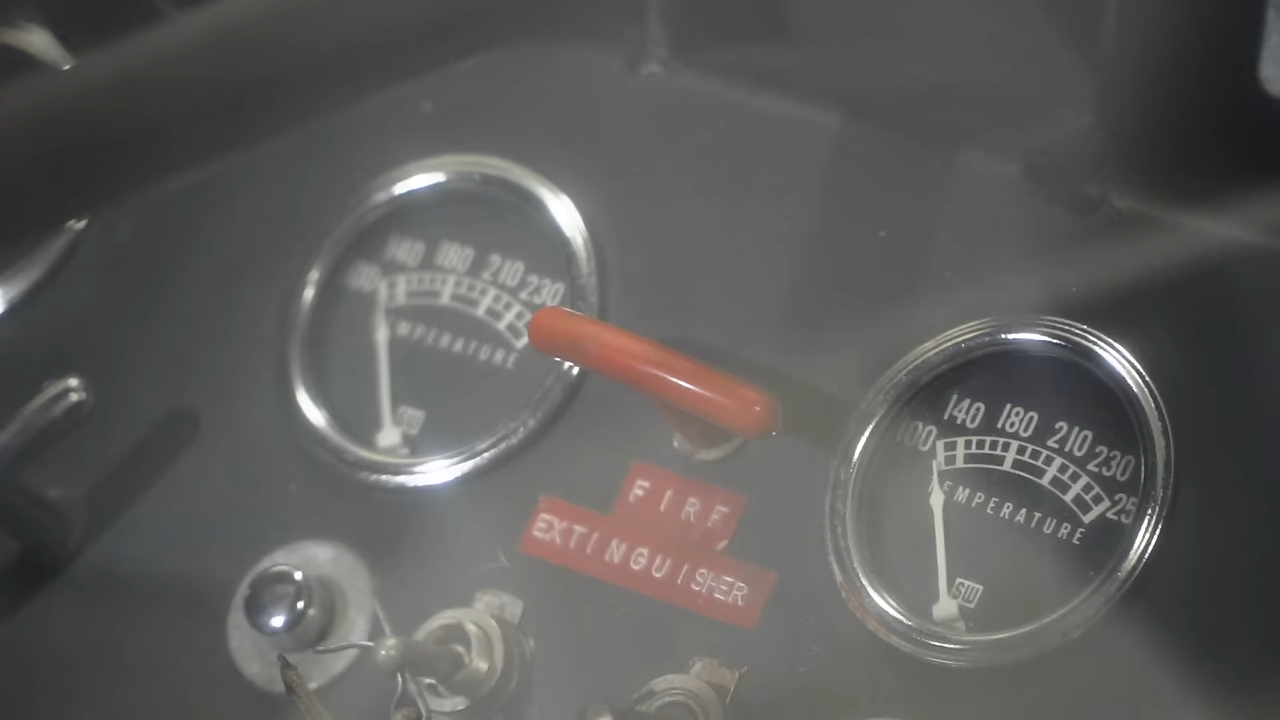 140 180 210 230
TEMPERATURE
SW
FIRE
EXTINGUISHER
100 140 180 210 230 25
TEMPERATURE
SW